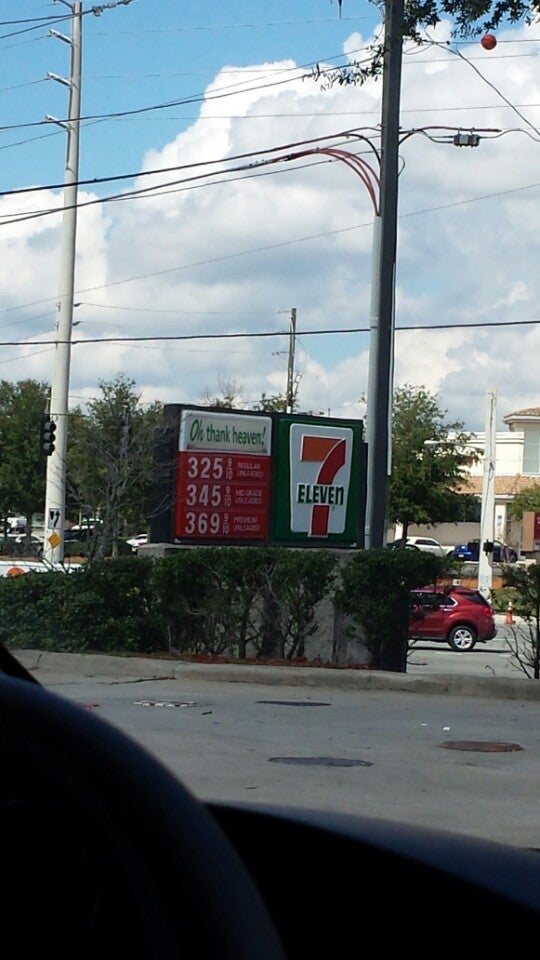 Oh thank heaven!
325 9/10 REGULAR UNLEADED
345 9/10 MID GRADE UNLEADED
369 9/10 PREMIUM UNLEADED
7
ELEVEn